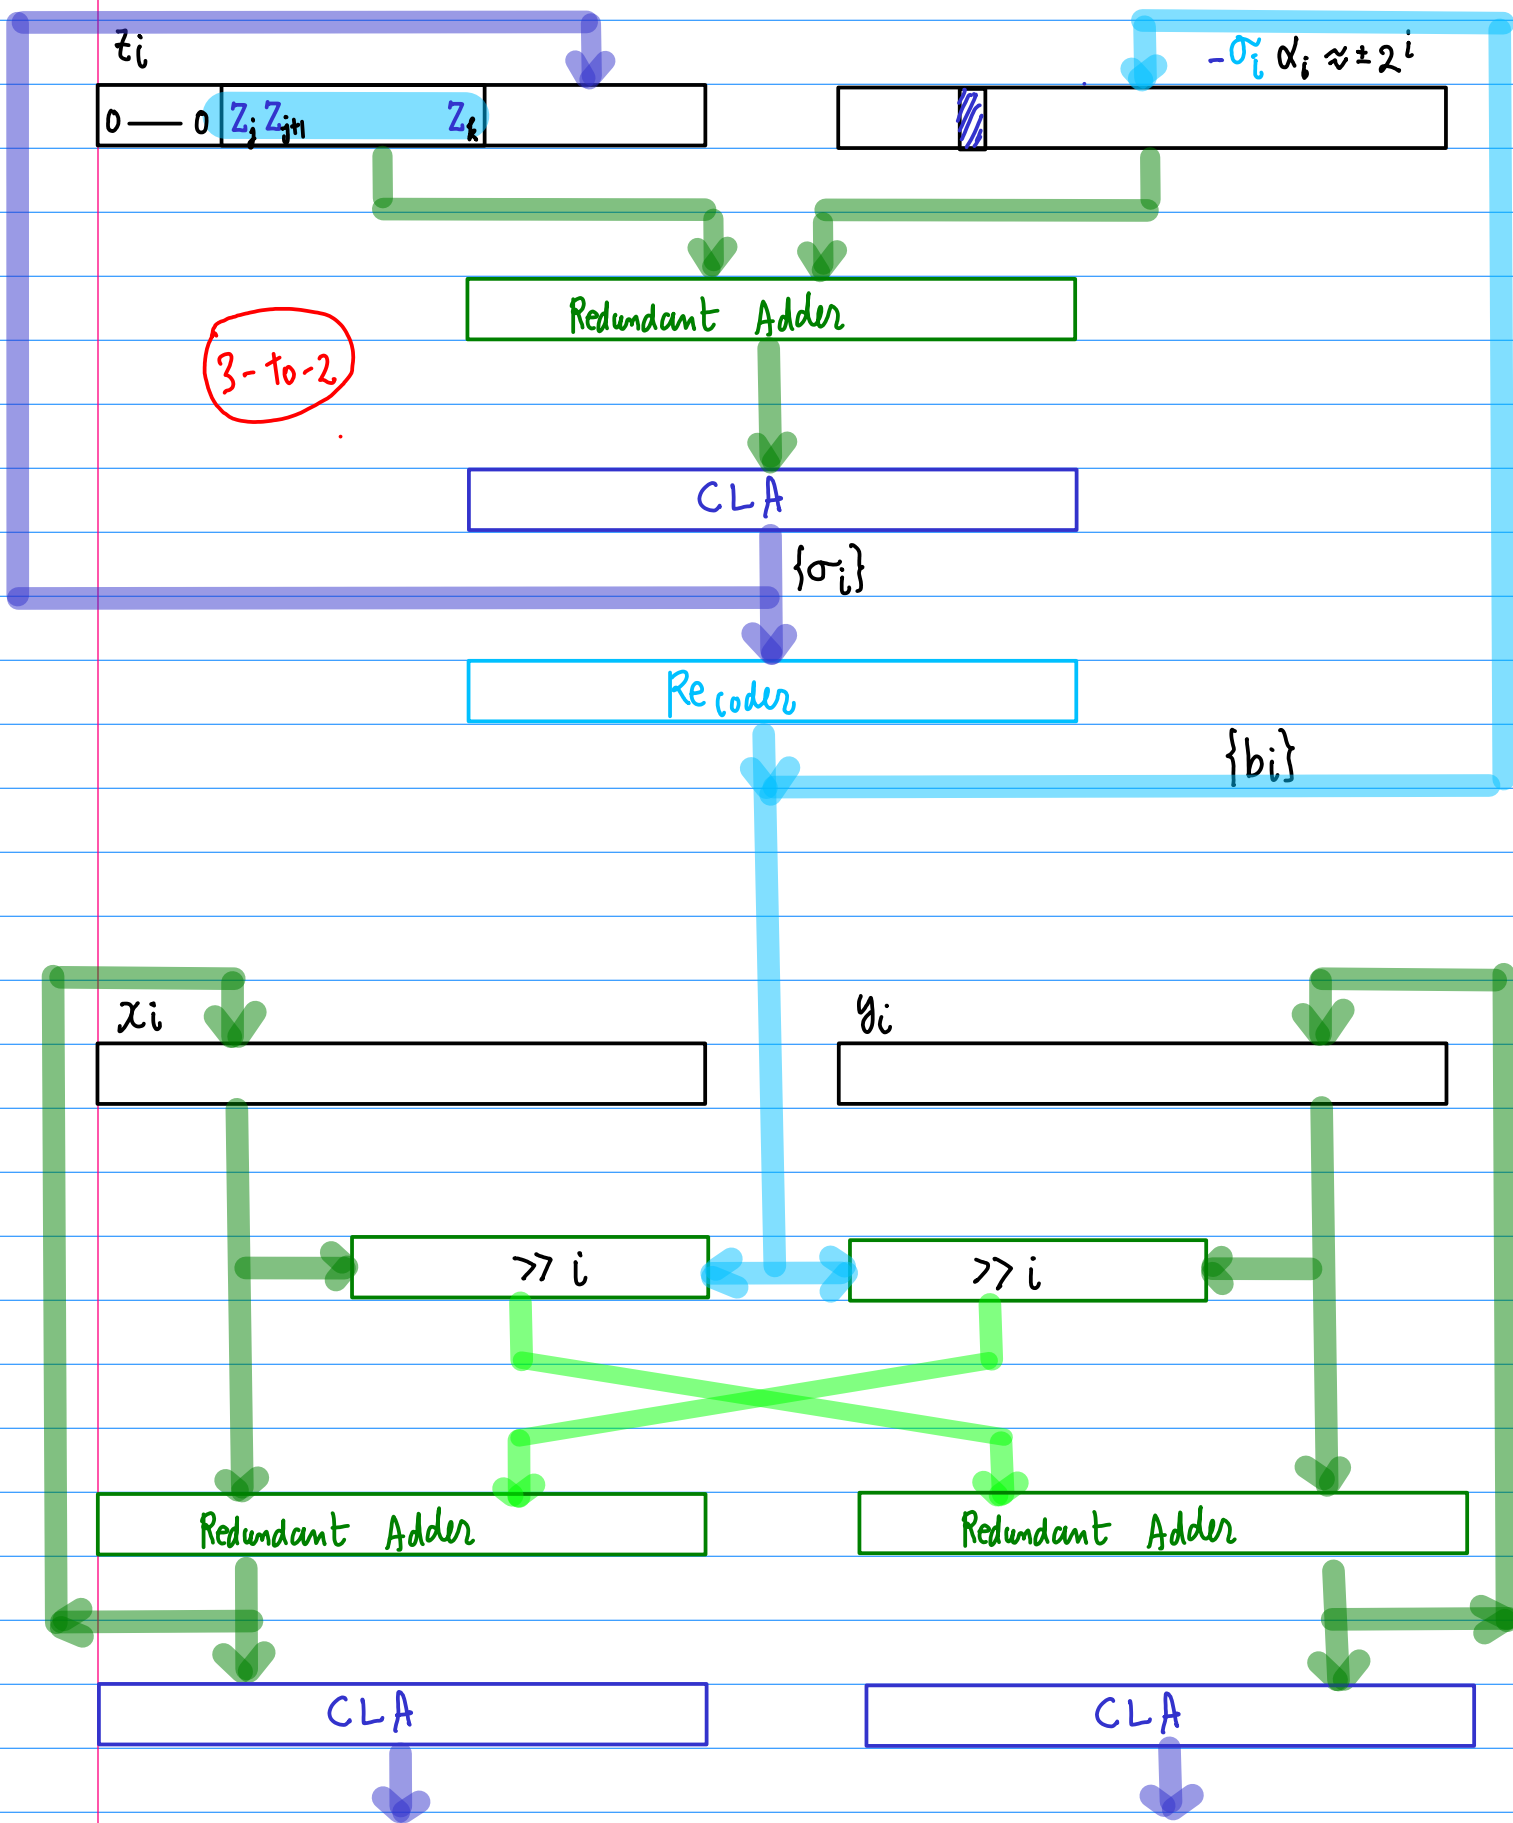 zᵢ
-σᵢ αᵢ ≈ ± 2ⁱ
0 — 0 Zⱼ Zⱼ₊₁ Zₖ
Redundant Adder
3-to-2
CLA
{σᵢ}
Recoder
{bi}
xi
yi
>> i
>> i
Redundant Adder
Redundant Adder
CLA
CLA